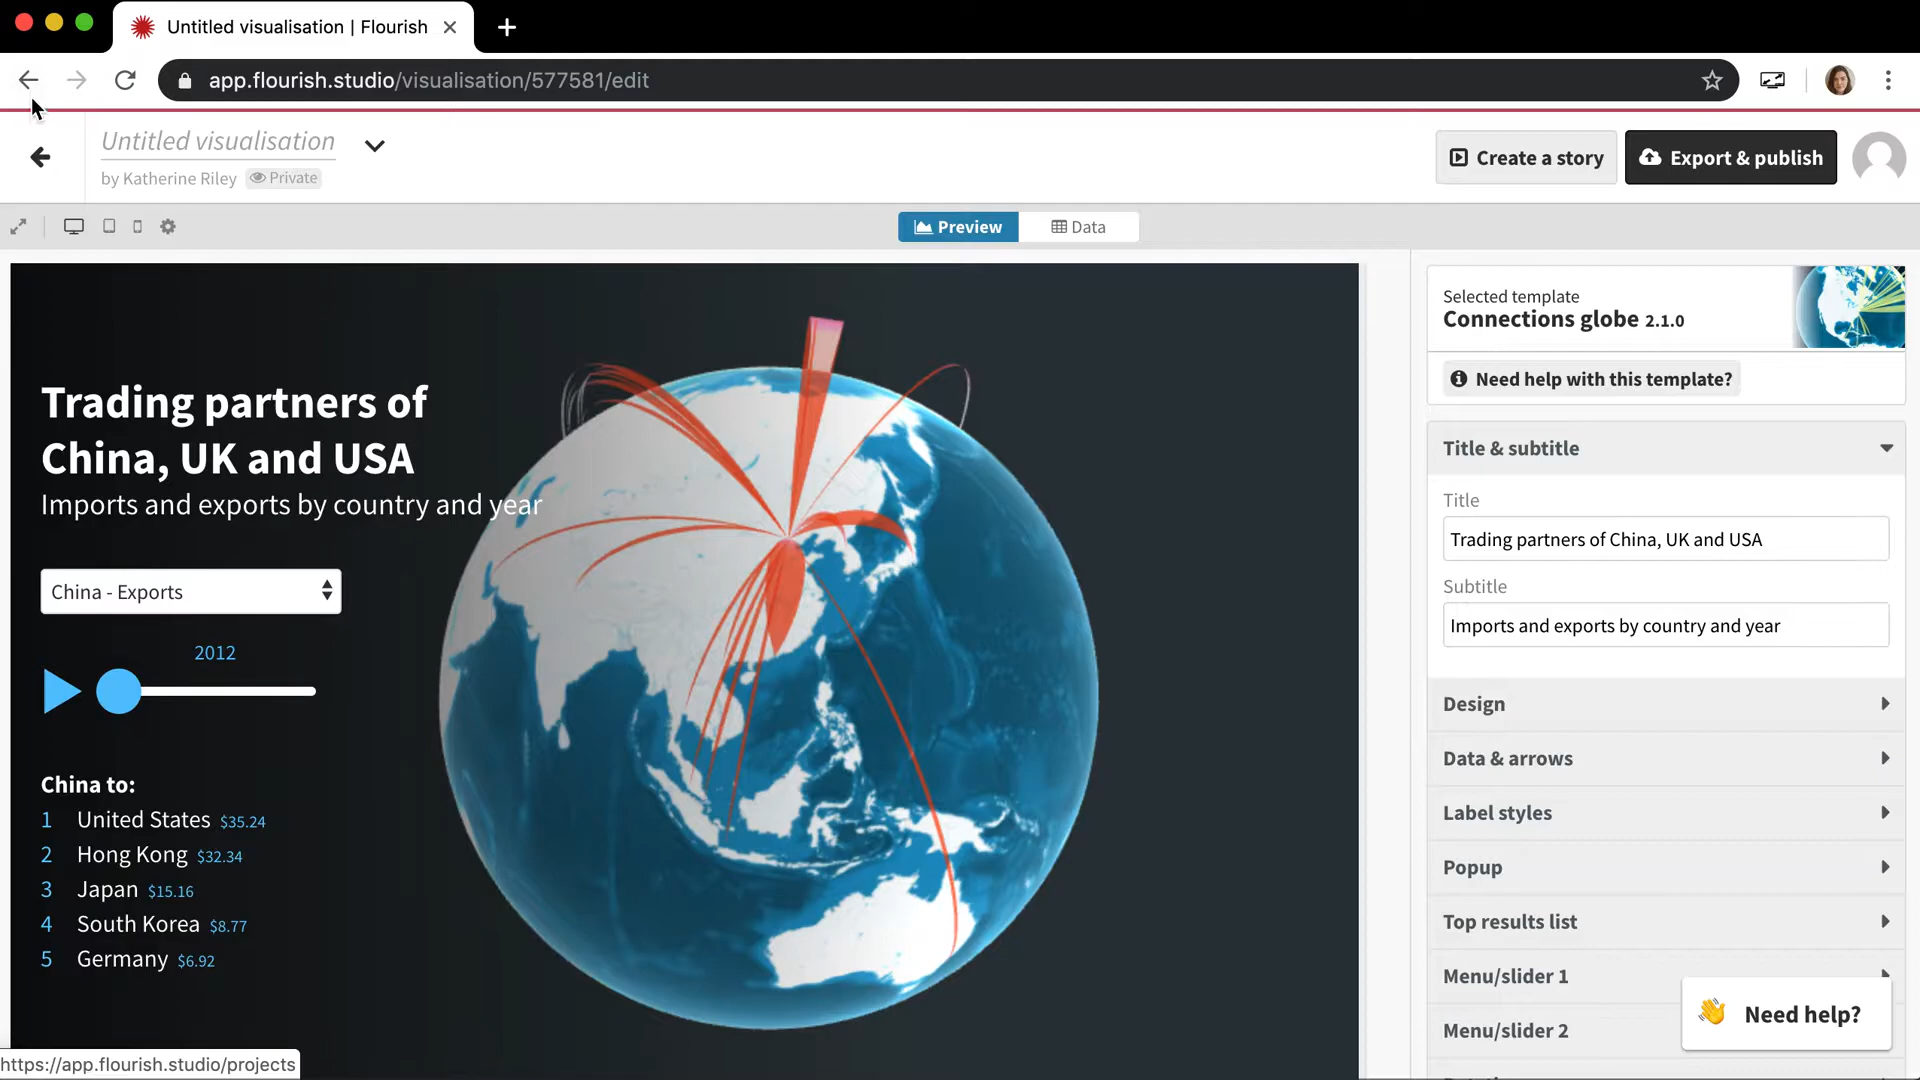 Untitled visualisation | Flourish
app.flourish.studio/visualisation/577581/edit
Untitled visualisation
by Katherine Riley Private
Create a story
Export & publish
Preview
Data
Trading partners of
China, UK and USA
Imports and exports by country and year
China - Exports
2012
China to:
1 United States $35.24
2 Hong Kong $32.34
3 Japan $15.16
4 South Korea $8.77
5 Germany $6.92
https://app.flourish.studio/projects
Selected template
Connections globe 2.1.0
Need help with this template?
Title & subtitle
Title
Trading partners of China, UK and USA
Subtitle
Imports and exports by country and year
Design
Data & arrows
Label styles
Popup
Top results list
Menu/slider 1
Menu/slider 2
Need help?